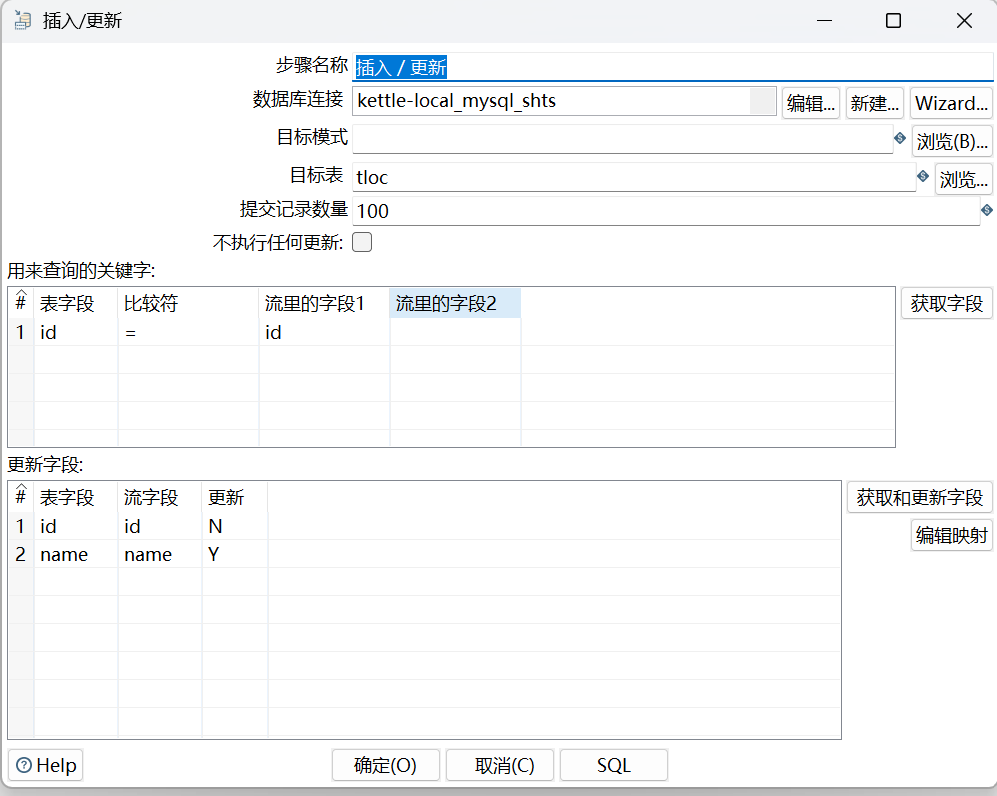 插入/更新
步骤名称 插入 / 更新
数据库连接 kettle-local_mysql_shts 编辑... 新建... Wizard...
目标模式 浏览(B)...
目标表 tloc 浏览...
提交记录数量 100
不执行任何更新:
用来查询的关键字:
# 表字段 比较符 流里的字段1 流里的字段2 获取字段
1 id = id
更新字段:
# 表字段 流字段 更新 获取和更新字段
1 id id N 编辑映射
2 name name Y
Help 确定(O) 取消(C) SQL